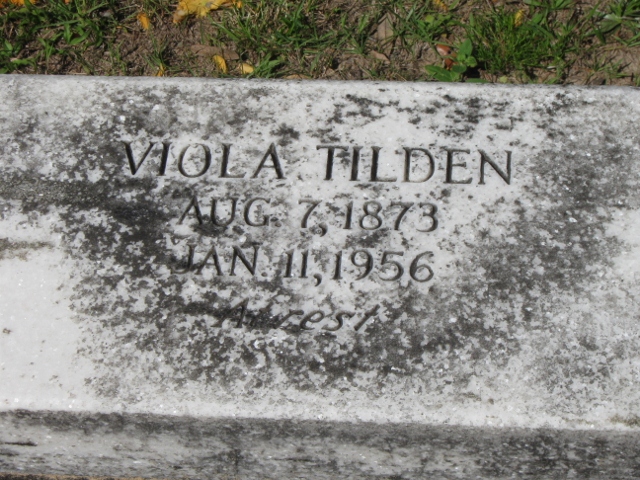 VIOLA TILDEN
AUG. 7, 1873
JAN. 11, 1956
At rest